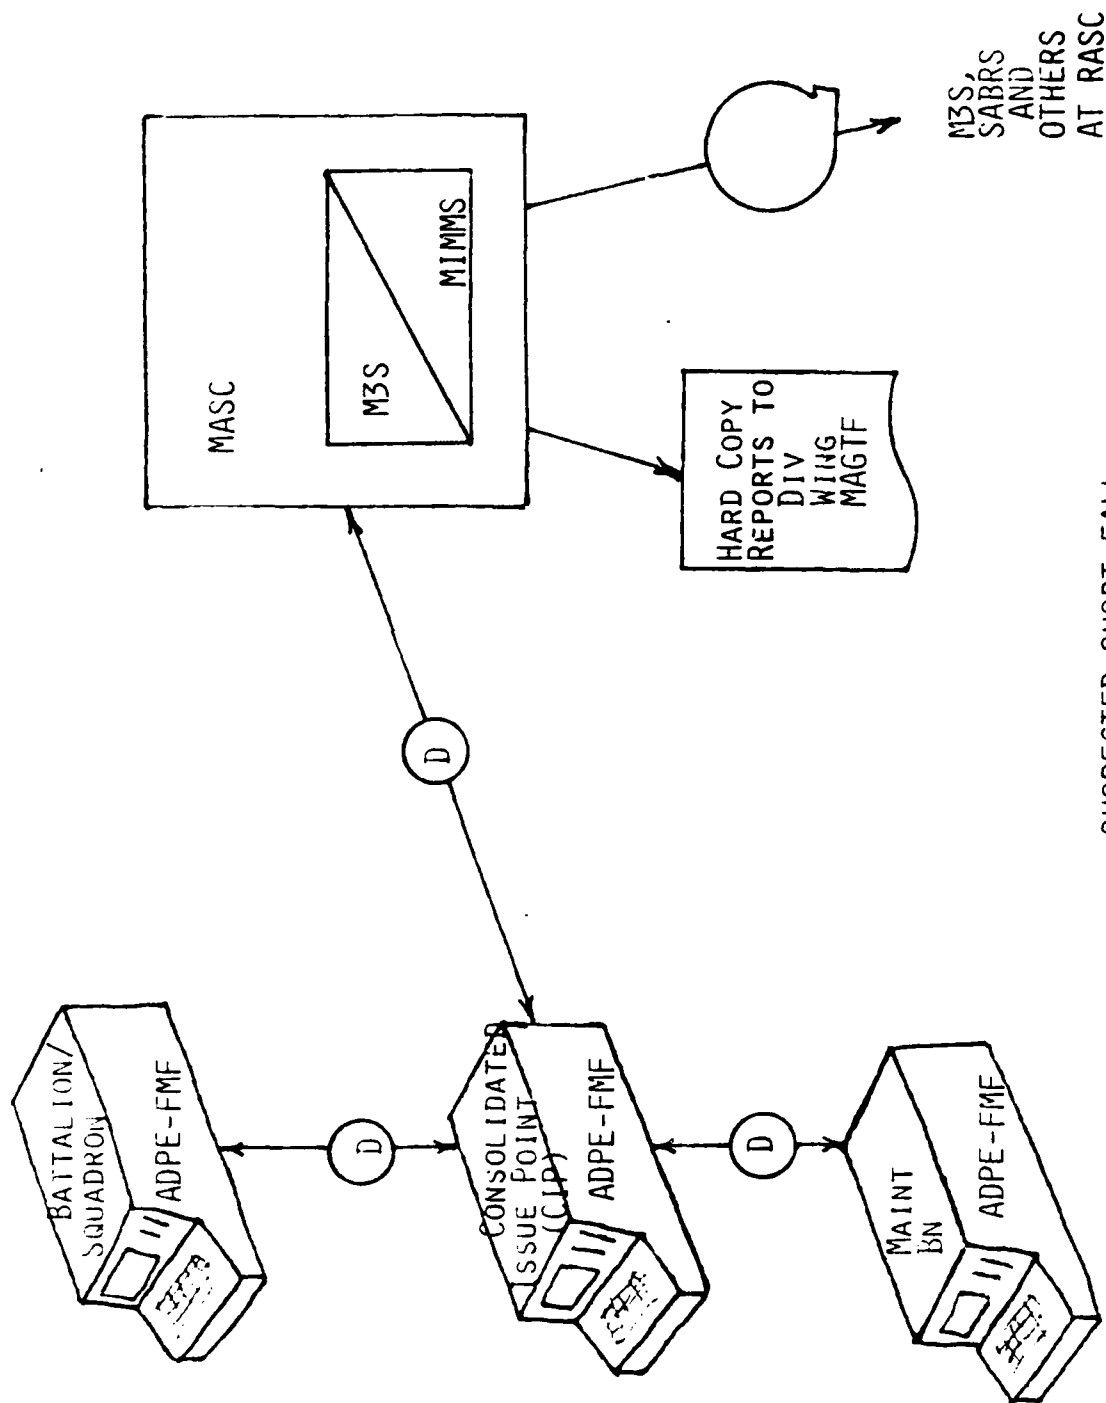 BATTALION/
SQUADRON
ADPE-FMF
D
CONSOLIDATED
ISSUE POINT
(CIP)
ADPE-FMF
D
MAINT
BN
ADPE-FMF
D
MASC
M3S
MIMMS
HARD COPY
REPORTS TO
DIV
WING
MAGTF
M3S,
SABRS
AND
OTHERS
AT RASC